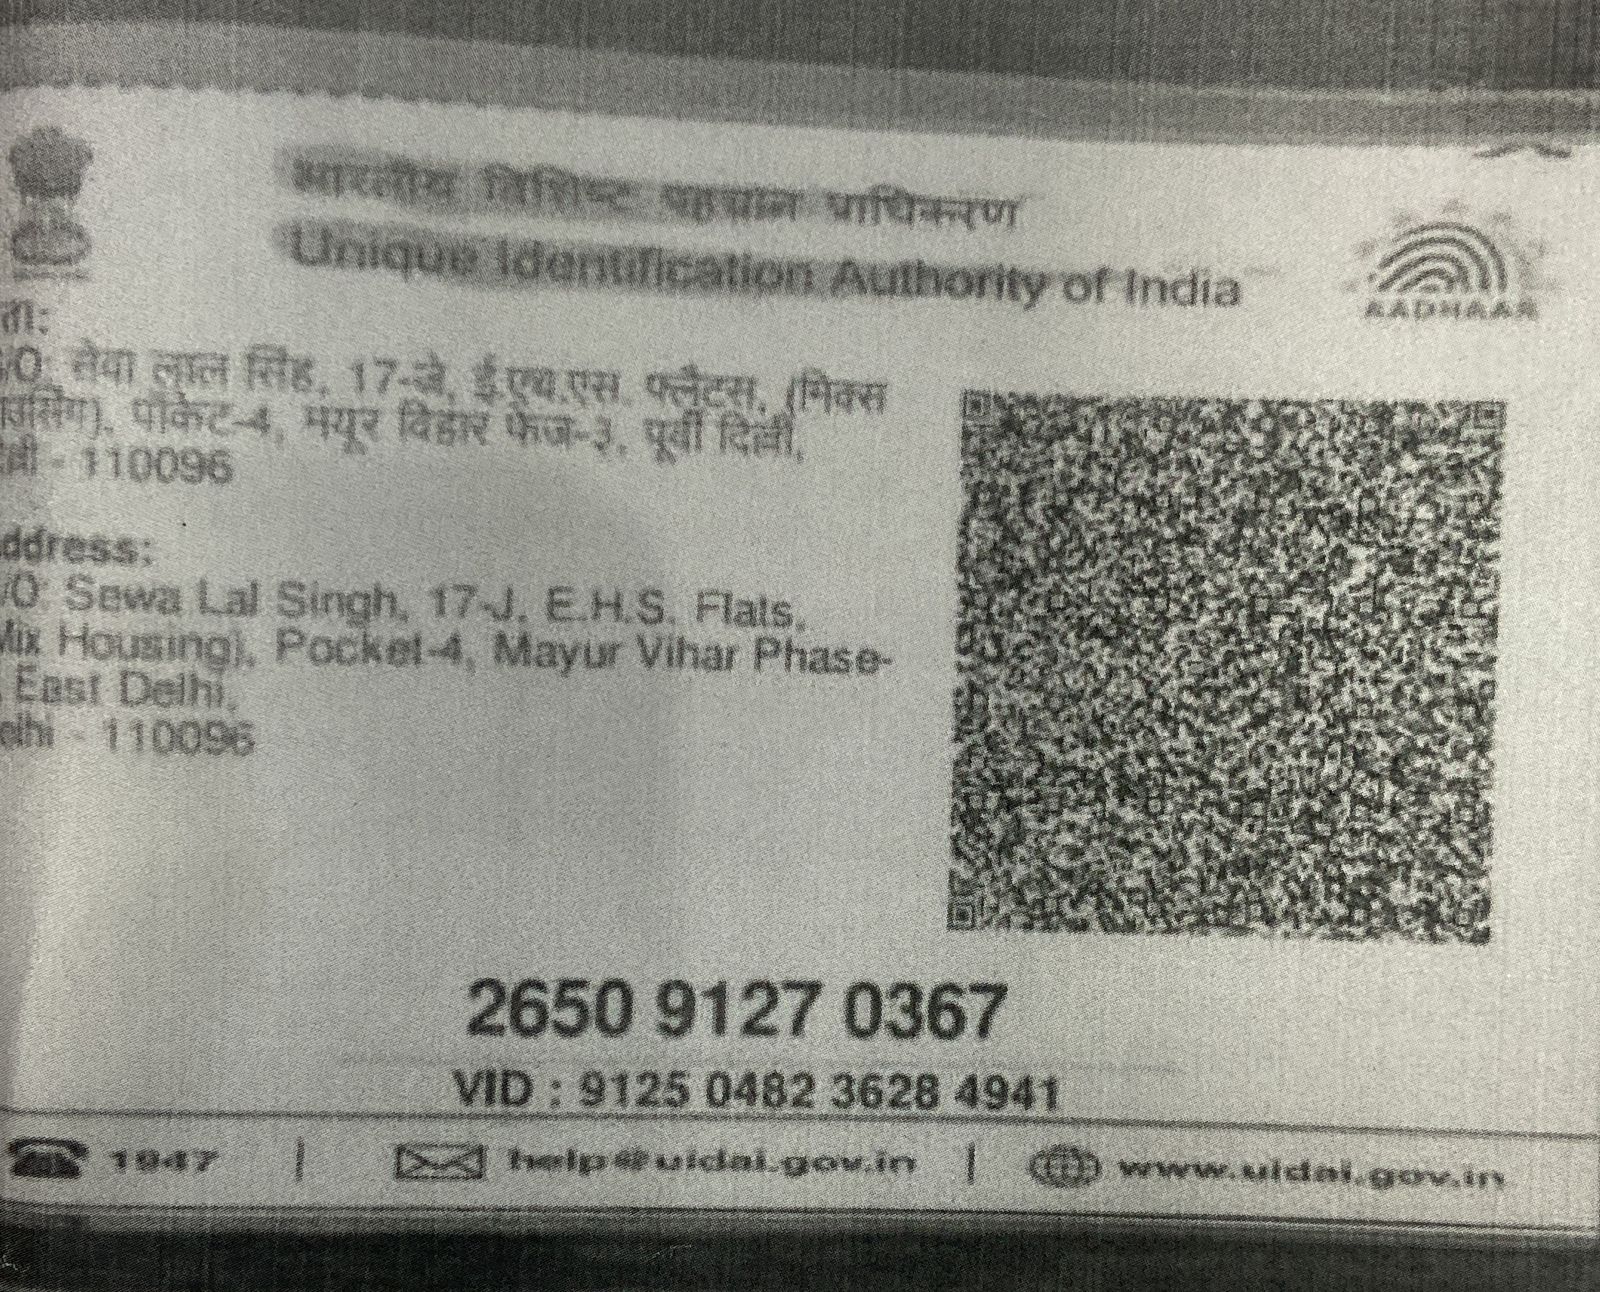 भारतीय विशिष्ट पहचान प्राधिकरण
Unique Identification Authority of India
AADHAAR
ता:
/O: सेवा लाल सिंह, 17-जे, ई.एच.एस. फ्लैटस, (मिक्स
उसिंग), पॉकेट-4, मयूर विहार फेज-३, पूर्वी दिल्ली,
ल्ली - 110096
ddress:
/O: Sewa Lal Singh, 17-J, E.H.S. Flats,
Mix Housing), Pocket-4, Mayur Vihar Phase-
East Delhi,
elhi - 110096
2650 9127 0367
VID : 9125 0482 3628 4941
1947 | help@uidai.gov.in | www.uidai.gov.in